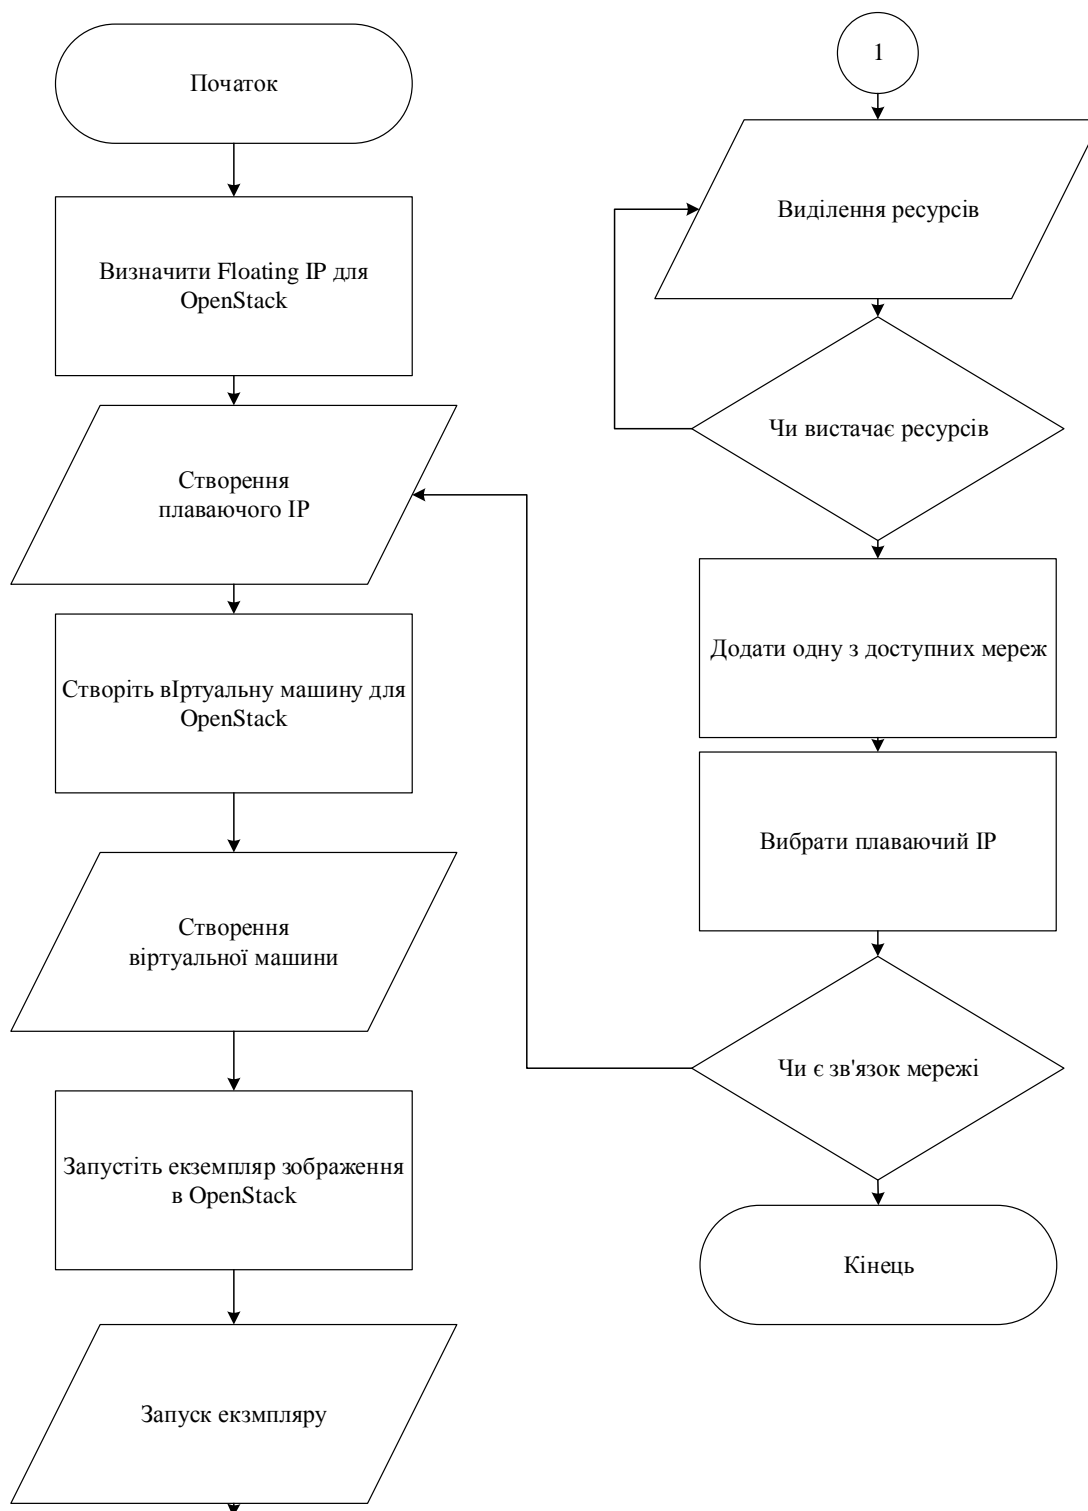 Початок
Визначити Floating IP для
OpenStack
Створення
плаваючого IP
Створіть вІртуальну машину для
OpenStack
Створення
віртуальної машини
Запустіть екземпляр зображення
в OpenStack
Запуск екзмпляру
1
Виділення ресурсів
Чи вистачає ресурсів
Додати одну з доступних мереж
Вибрати плаваючий IP
Чи є зв'язок мережі
Кінець